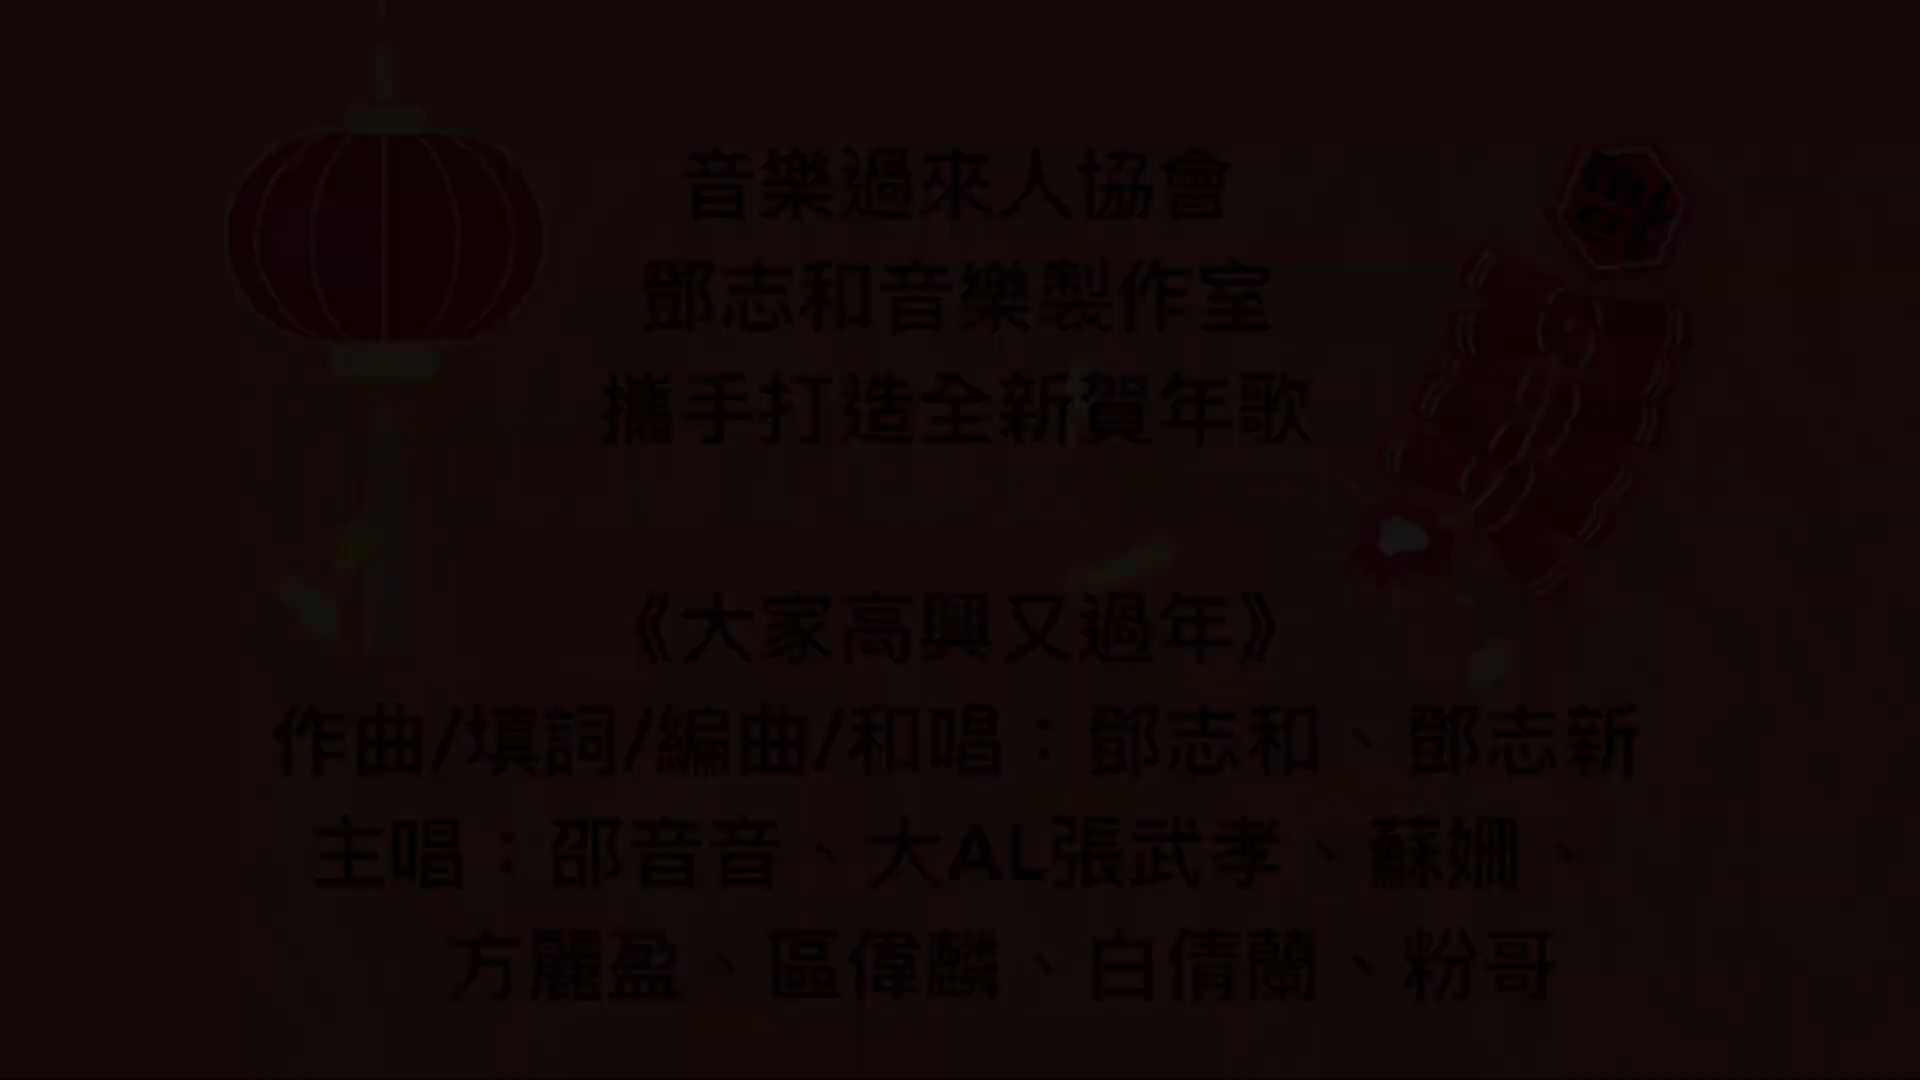 音樂過來人協會
鄧志和音樂製作室
攜手打造全新賀年歌
《大家高興又過年》
作曲/填詞/編曲/和唱：鄧志和、鄧志新
主唱：邵音音、大AL張武孝、蘇姍、
方麗盈、區偉麟、白倩蘭、粉哥